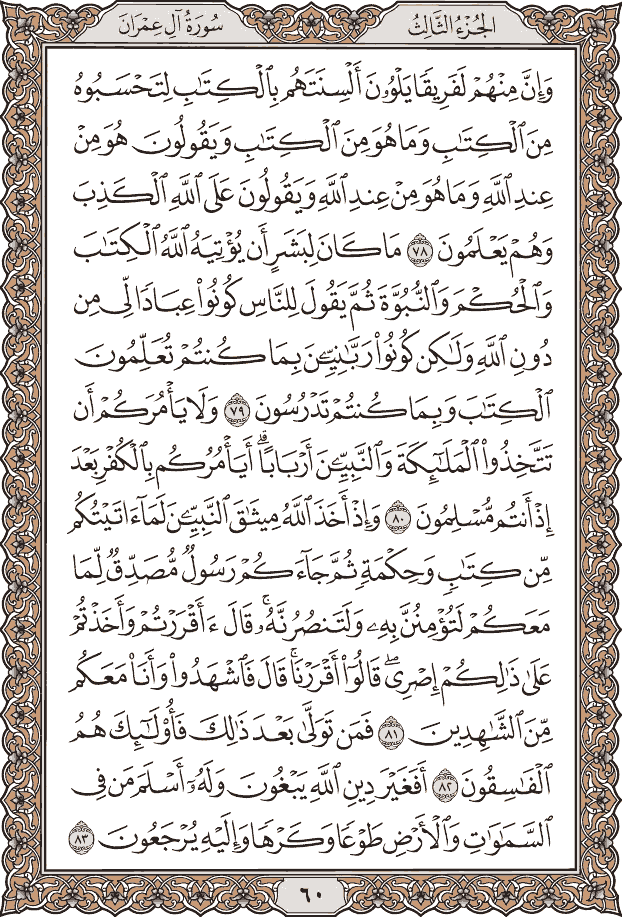 الجُزْءُ الثَّالِثُ
سُورَةُ آلِ عِمْرَانَ
وَإِنَّ مِنْهُمْ لَفَرِيقًا يَلْوُۥنَ أَلْسِنَتَهُم بِٱلْكِتَٰبِ لِتَحْسَبُوهُ
مِنَ ٱلْكِتَٰبِ وَمَا هُوَ مِنَ ٱلْكِتَٰبِ وَيَقُولُونَ هُوَ مِنْ
عِندِ ٱللَّهِ وَمَا هُوَ مِنْ عِندِ ٱللَّهِ وَيَقُولُونَ عَلَى ٱللَّهِ ٱلْكَذِبَ
وَهُمْ يَعْلَمُونَ ٧٨ مَا كَانَ لِبَشَرٍ أَن يُؤْتِيَهُ ٱللَّهُ ٱلْكِتَٰبَ
وَٱلْحُكْمَ وَٱلنُّبُوَّةَ ثُمَّ يَقُولَ لِلنَّاسِ كُونُوا۟ عِبَادًا لِّى مِن
دُونِ ٱللَّهِ وَلَٰكِن كُونُوا۟ رَبَّٰنِيِّۦنَ بِمَا كُنتُمْ تُعَلِّمُونَ
ٱلْكِتَٰبَ وَبِمَا كُنتُمْ تَدْرُسُونَ ٧٩ وَلَا يَأْمُرَكُمْ أَن
تَتَّخِذُوا۟ ٱلْمَلَٰٓئِكَةَ وَٱلنَّبِيِّۦنَ أَرْبَابًا ۗ أَيَأْمُرُكُم بِٱلْكُفْرِ بَعْدَ
إِذْ أَنتُم مُّسْلِمُونَ ٨٠ وَإِذْ أَخَذَ ٱللَّهُ مِيثَٰقَ ٱلنَّبِيِّۦنَ لَمَآ ءَاتَيْتُكُم
مِّن كِتَٰبٍ وَحِكْمَةٍ ثُمَّ جَآءَكُمْ رَسُولٌ مُّصَدِّقٌ لِّمَا
مَعَكُمْ لَتُؤْمِنُنَّ بِهِۦ وَلَتَنصُرُنَّهُۥ ۚ قَالَ ءَأَقْرَرْتُمْ وَأَخَذْتُمْ
عَلَىٰ ذَٰلِكُمْ إِصْرِى ۖ قَالُوٓا۟ أَقْرَرْنَا ۚ قَالَ فَٱشْهَدُوا۟ وَأَنَا۠ مَعَكُم
مِّنَ ٱلشَّٰهِدِينَ ٨١ فَمَن تَوَلَّىٰ بَعْدَ ذَٰلِكَ فَأُو۟لَٰٓئِكَ هُمُ
ٱلْفَٰسِقُونَ ٨٢ أَفَغَيْرَ دِينِ ٱللَّهِ يَبْغُونَ وَلَهُۥٓ أَسْلَمَ مَن فِى
ٱلسَّمَٰوَٰتِ وَٱلْأَرْضِ طَوْعًا وَكَرْهًا وَإِلَيْهِ يُرْجَعُونَ ٨٣
٦٠